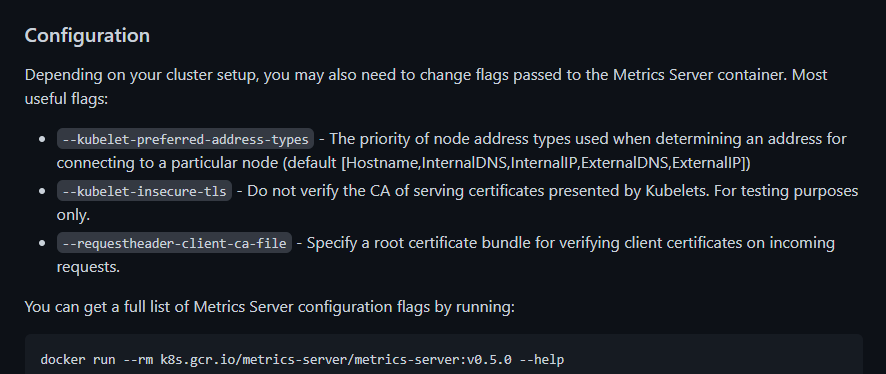 Configuration
Depending on your cluster setup, you may also need to change flags passed to the Metrics Server container. Most
useful flags:
• --kubelet-preferred-address-types - The priority of node address types used when determining an address for
connecting to a particular node (default [Hostname,InternalDNS,InternalIP,ExternalDNS,ExternalIP])
• --kubelet-insecure-tls - Do not verify the CA of serving certificates presented by Kubelets. For testing purposes
only.
• --requestheader-client-ca-file - Specify a root certificate bundle for verifying client certificates on incoming
requests.
You can get a full list of Metrics Server configuration flags by running:
docker run --rm k8s.gcr.io/metrics-server/metrics-server:v0.5.0 --help